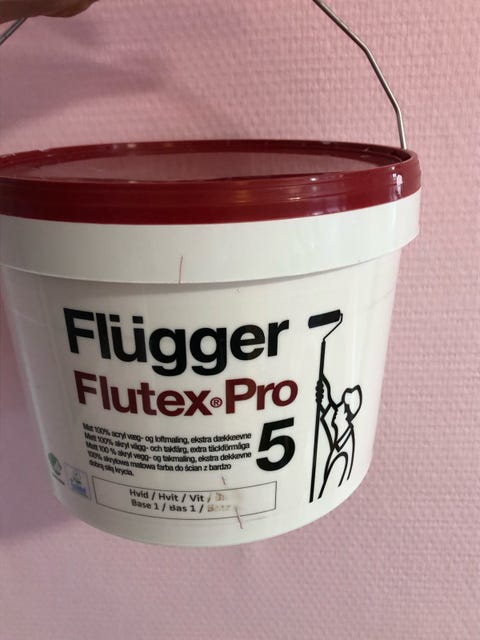 Flügger
Flutex®Pro
5
Mat 100% acryl væg- og loftmaling, ekstra dækkeevne
Matt 100% akryl vägg- och takfärg, extra täckförmåga
Matt 100 % akryl vegg- og takmaling, ekstra dekkevne
100% akrylowa matowa farba do ścian z bardzo
dobrą siłą krycia.
Hvid / Hvit / Vit /
Base 1 / Bas 1 /